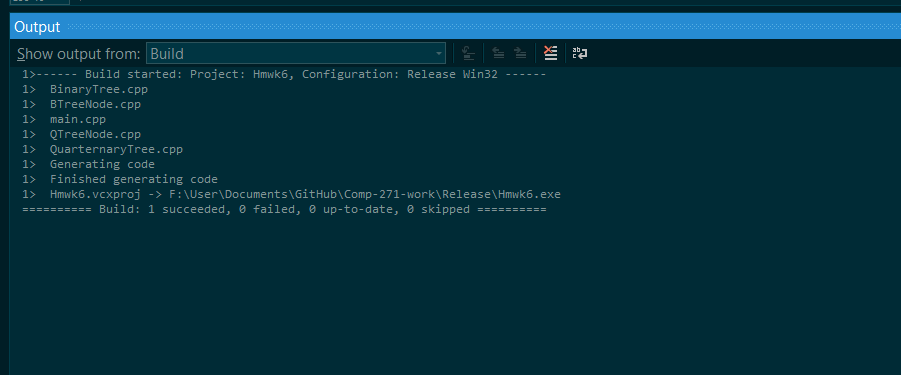 Output
Show output from: Build
1>------ Build started: Project: Hmwk6, Configuration: Release Win32 ------
1>  BinaryTree.cpp
1>  BTreeNode.cpp
1>  main.cpp
1>  QTreeNode.cpp
1>  QuarternaryTree.cpp
1>  Generating code
1>  Finished generating code
1>  Hmwk6.vcxproj -> F:\User\Documents\GitHub\Comp-271-work\Release\Hmwk6.exe
========== Build: 1 succeeded, 0 failed, 0 up-to-date, 0 skipped ==========